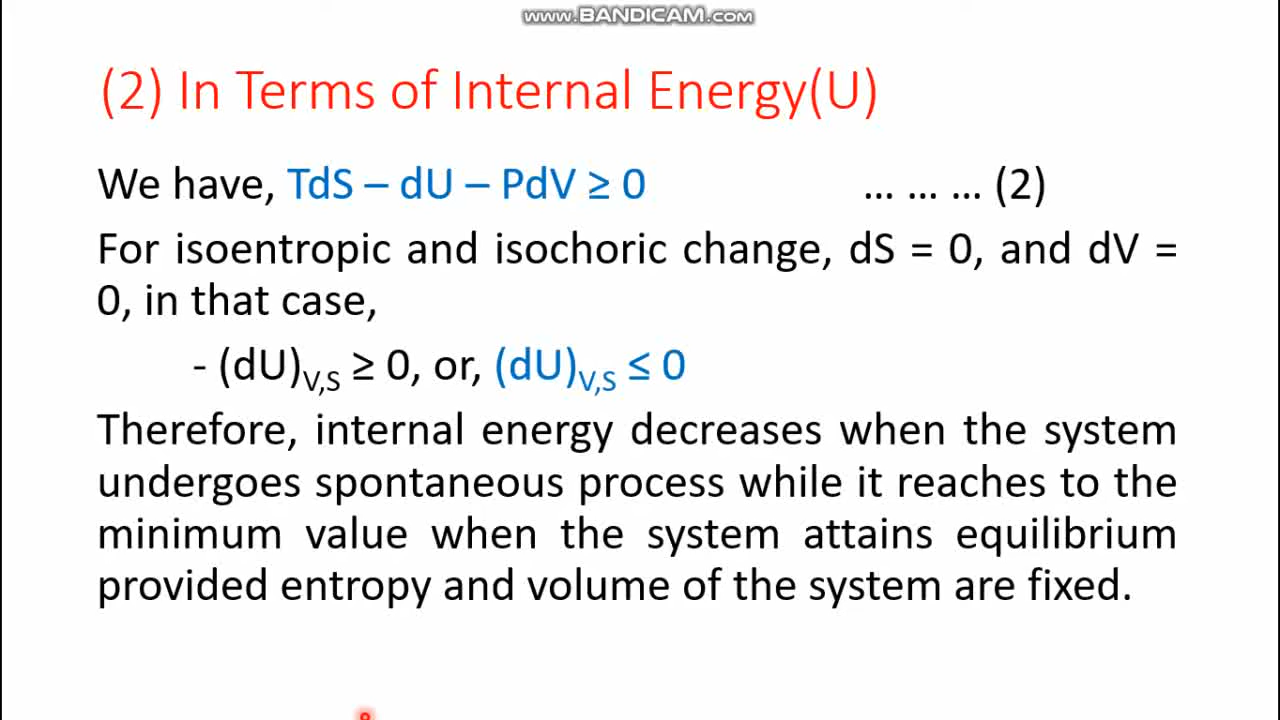 www.BANDICAM.com
(2) In Terms of Internal Energy(U)
We have, TdS – dU – PdV ≥ 0 … … … (2)
For isoentropic and isochoric change, dS = 0, and dV =
0, in that case,
- (dU)V,S ≥ 0, or, (dU)V,S ≤ 0
Therefore, internal energy decreases when the system
undergoes spontaneous process while it reaches to the
minimum value when the system attains equilibrium
provided entropy and volume of the system are fixed.